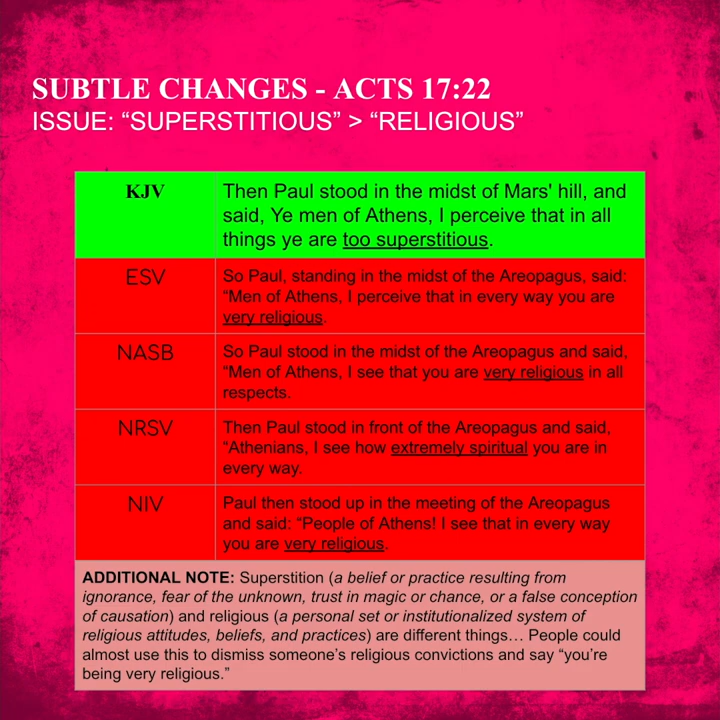 SUBTLE CHANGES - ACTS 17:22
ISSUE: “SUPERSTITIOUS” > “RELIGIOUS”
KJV
Then Paul stood in the midst of Mars' hill, and
said, Ye men of Athens, I perceive that in all
things ye are too superstitious.
ESV
So Paul, standing in the midst of the Areopagus, said:
“Men of Athens, I perceive that in every way you are
very religious.
NASB
So Paul stood in the midst of the Areopagus and said,
“Men of Athens, I see that you are very religious in all
respects.
NRSV
Then Paul stood in front of the Areopagus and said,
“Athenians, I see how extremely spiritual you are in
every way.
NIV
Paul then stood up in the meeting of the Areopagus
and said: “People of Athens! I see that in every way
you are very religious.
ADDITIONAL NOTE: Superstition (a belief or practice resulting from
ignorance, fear of the unknown, trust in magic or chance, or a false conception
of causation) and religious (a personal set or institutionalized system of
religious attitudes, beliefs, and practices) are different things… People could
almost use this to dismiss someone’s religious convictions and say “you’re
being very religious.”